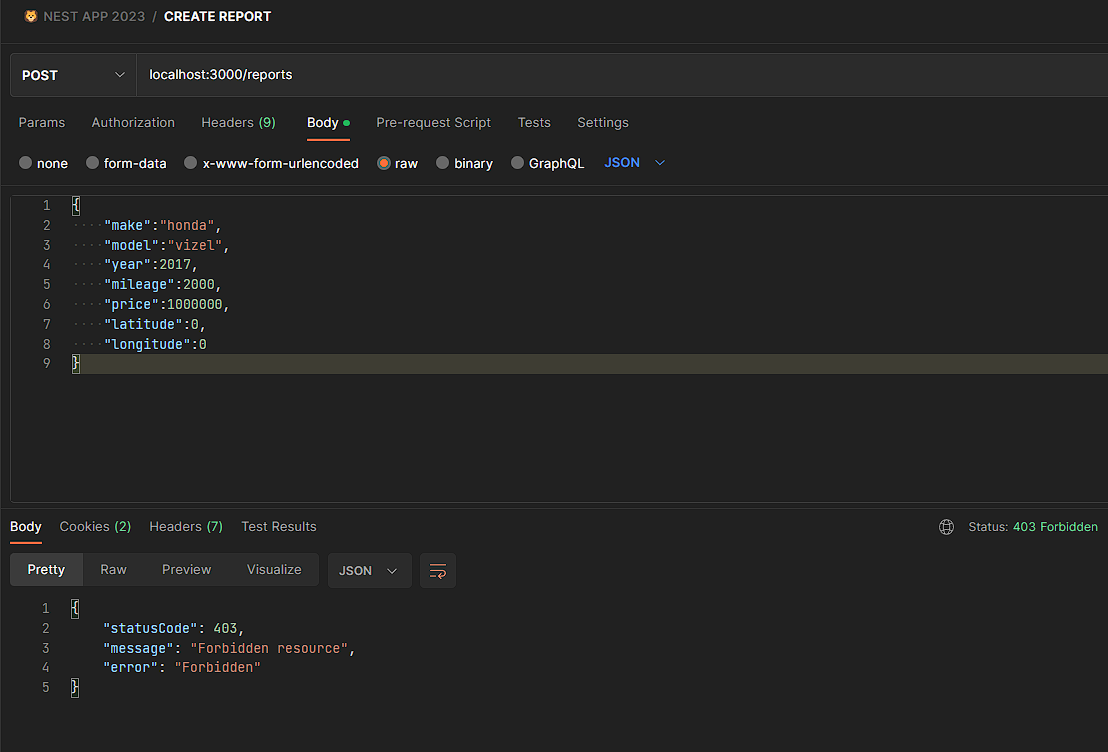 NEST APP 2023 / CREATE REPORT
POST localhost:3000/reports
Params Authorization Headers (9) Body Pre-request Script Tests Settings
none form-data x-www-form-urlencoded raw binary GraphQL JSON
1 {
2 "make":"honda",
3 "model":"vizel",
4 "year":2017,
5 "mileage":2000,
6 "price":1000000,
7 "latitude":0,
8 "longitude":0
9 }
Body Cookies (2) Headers (7) Test Results Status: 403 Forbidden
Pretty Raw Preview Visualize JSON
1 {
2 "statusCode": 403,
3 "message": "Forbidden resource",
4 "error": "Forbidden"
5 }